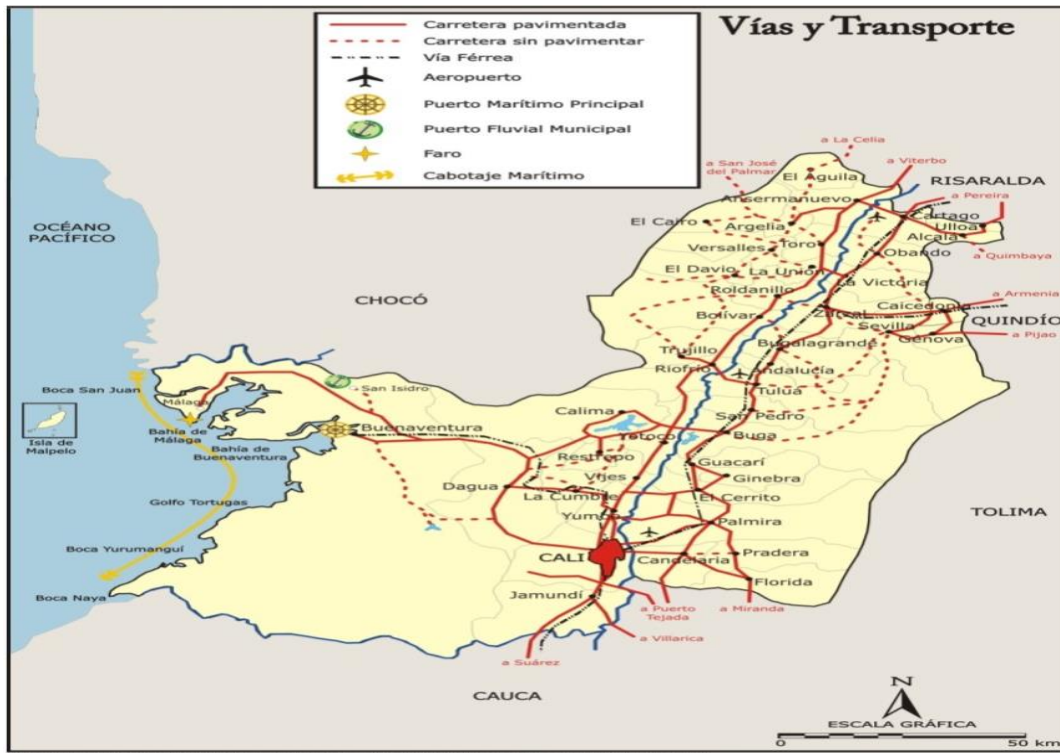 Vías y Transporte
Carretera pavimentada
Carretera sin pavimentar
Vía Férrea
Aeropuerto
Puerto Marítimo Principal
Puerto Fluvial Municipal
Faro
Cabotaje Marítimo
a La Celia
a San José
del Palmar
a Viterbo
El Aguila
RISARALDA
Ansermanuevo
a Pereira
OCÉANO
PACÍFICO
El Cairo
Argelia
Cartago
Ulloa
Alcalá
Versalles
Toro
Obando
a Quimbaya
El Davio
La Unión
La Victoria
CHOCÓ
Roldanillo
a Armenia
Bolívar
Zarzal
Caicedonia
QUINDÍO
Sevilla
Génova
a Pijao
Trujillo
Bugalagrande
Riofrío
Andalucía
Boca San Juan
San Isidro
Tulúa
Málaga
San Pedro
Isla de
Malpelo
Bahía de
Málaga
Buenaventura
Calima
Bahía de
Buenaventura
Yotoco
Buga
Restrepo
Guacarí
Ginebra
Dagua
Vijes
La Cumbre
El Cerrito
Golfo Tortugas
Yumbo
Palmira
TOLIMA
Boca Yurumanguí
CALI
Candelaria
Pradera
Boca Naya
Jamundí
Florida
a Puerto
Tejada
a Miranda
a Villarica
a Suárez
CAUCA
N
ESCALA GRÁFICA
0 50 km